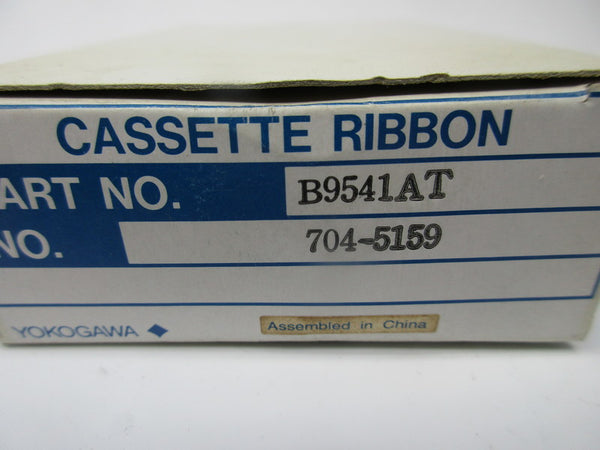 CASSETTE RIBBON
ART NO. B9541AT
NO. 704-5159
YOKOGAWA Assembled in China